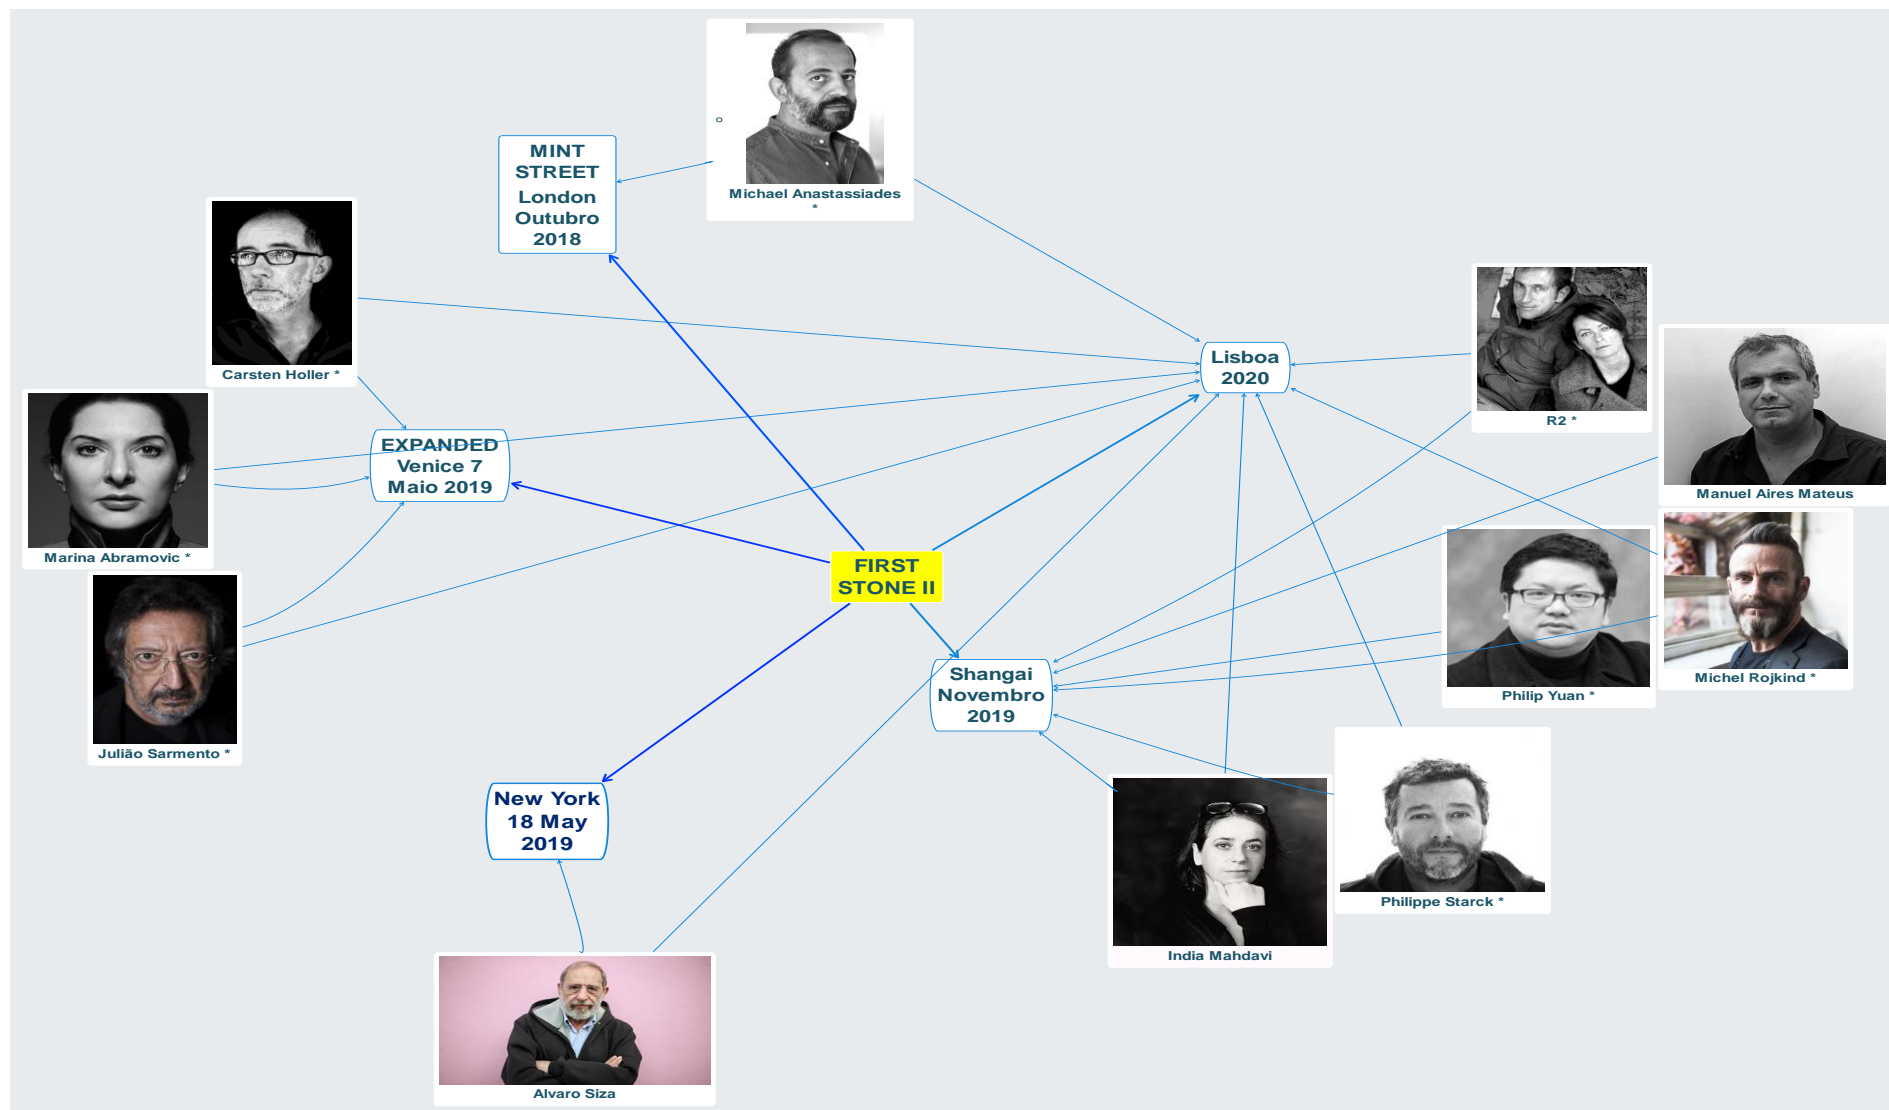 Michael Anastassiades
*
MINT
STREET
London
Outubro
2018
Carsten Holler *
Lisboa
2020
R2 *
EXPANDED
Venice 7
Maio 2019
Manuel Aires Mateus
Marina Abramovic *
FIRST
STONE II
Shangai
Novembro
2019
Philip Yuan *
Michel Rojkind *
Julião Sarmento *
New York
18 May
2019
Philippe Starck *
India Mahdavi
Alvaro Siza